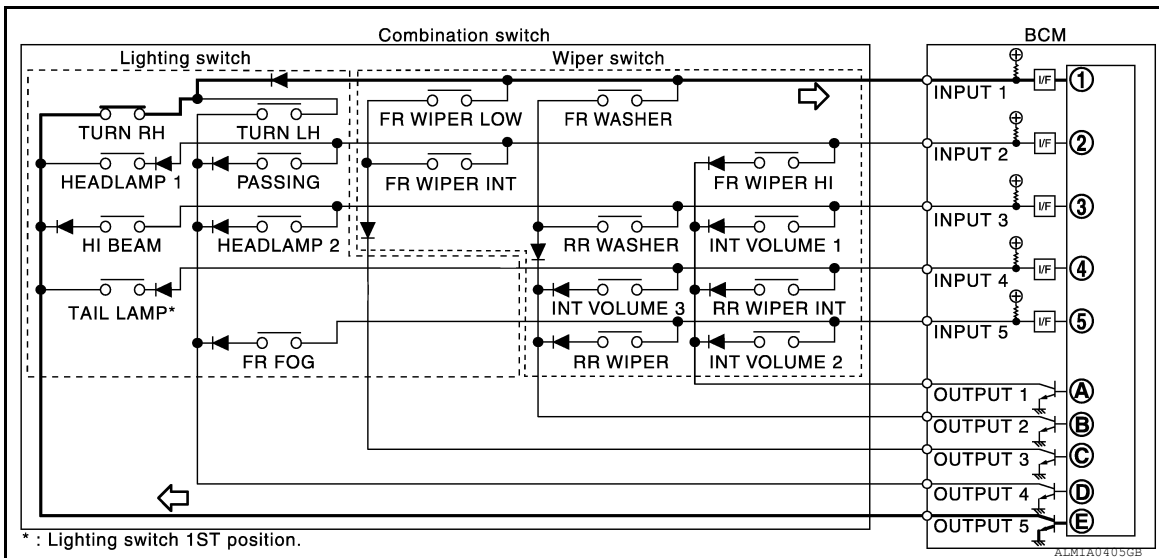 Combination switch BCM
Lighting switch Wiper switch
INPUT 1 I/F 1
TURN RH TURN LH FR WIPER LOW FR WASHER
INPUT 2 I/F 2
HEADLAMP 1 PASSING FR WIPER INT FR WIPER HI
INPUT 3 I/F 3
HI BEAM HEADLAMP 2 RR WASHER INT VOLUME 1
INPUT 4 I/F 4
TAIL LAMP* INT VOLUME 3 RR WIPER INT
INPUT 5 I/F 5
FR FOG RR WIPER INT VOLUME 2
OUTPUT 1 A
OUTPUT 2 B
OUTPUT 3 C
OUTPUT 4 D
OUTPUT 5 E
* : Lighting switch 1ST position.
ALMIA0405GB